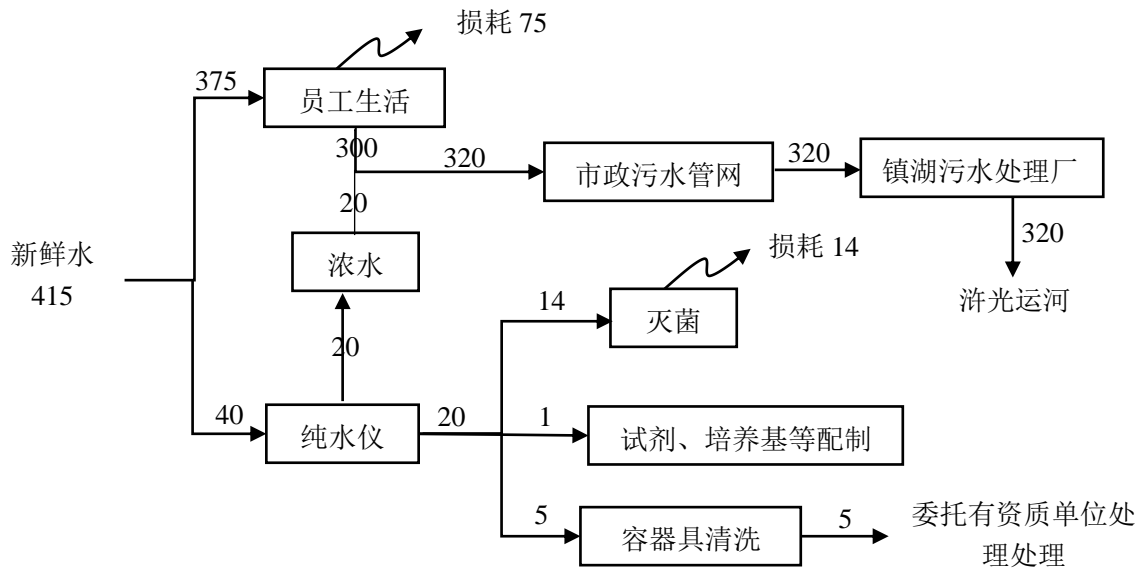 损耗 75
375
员工生活
300
320
市政污水管网
320
镇湖污水处理厂
20
320
新鲜水
415
浓水
损耗 14
浒光运河
14
灭菌
20
40
纯水仪
20
1
试剂、培养基等配制
5
容器具清洗
5
委托有资质单位处
理处理